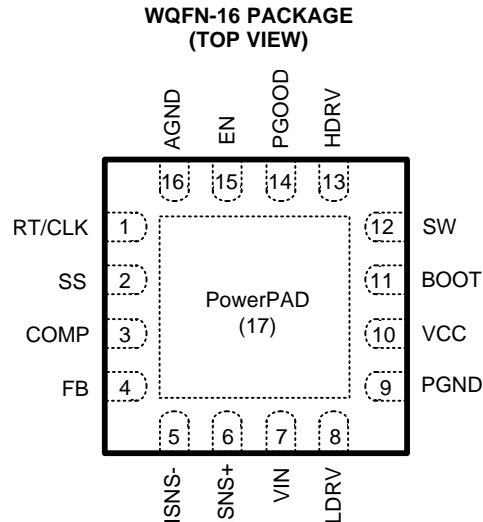 WQFN-16 PACKAGE
(TOP VIEW)
AGND
EN
PGOOD
HDRV
16
15
14
13
RT/CLK
1
12
SW
SS
2
11
BOOT
COMP
3
10
VCC
FB
4
9
PGND
PowerPAD
(17)
5
6
7
8
ISNS-
SNS+
VIN
LDRV